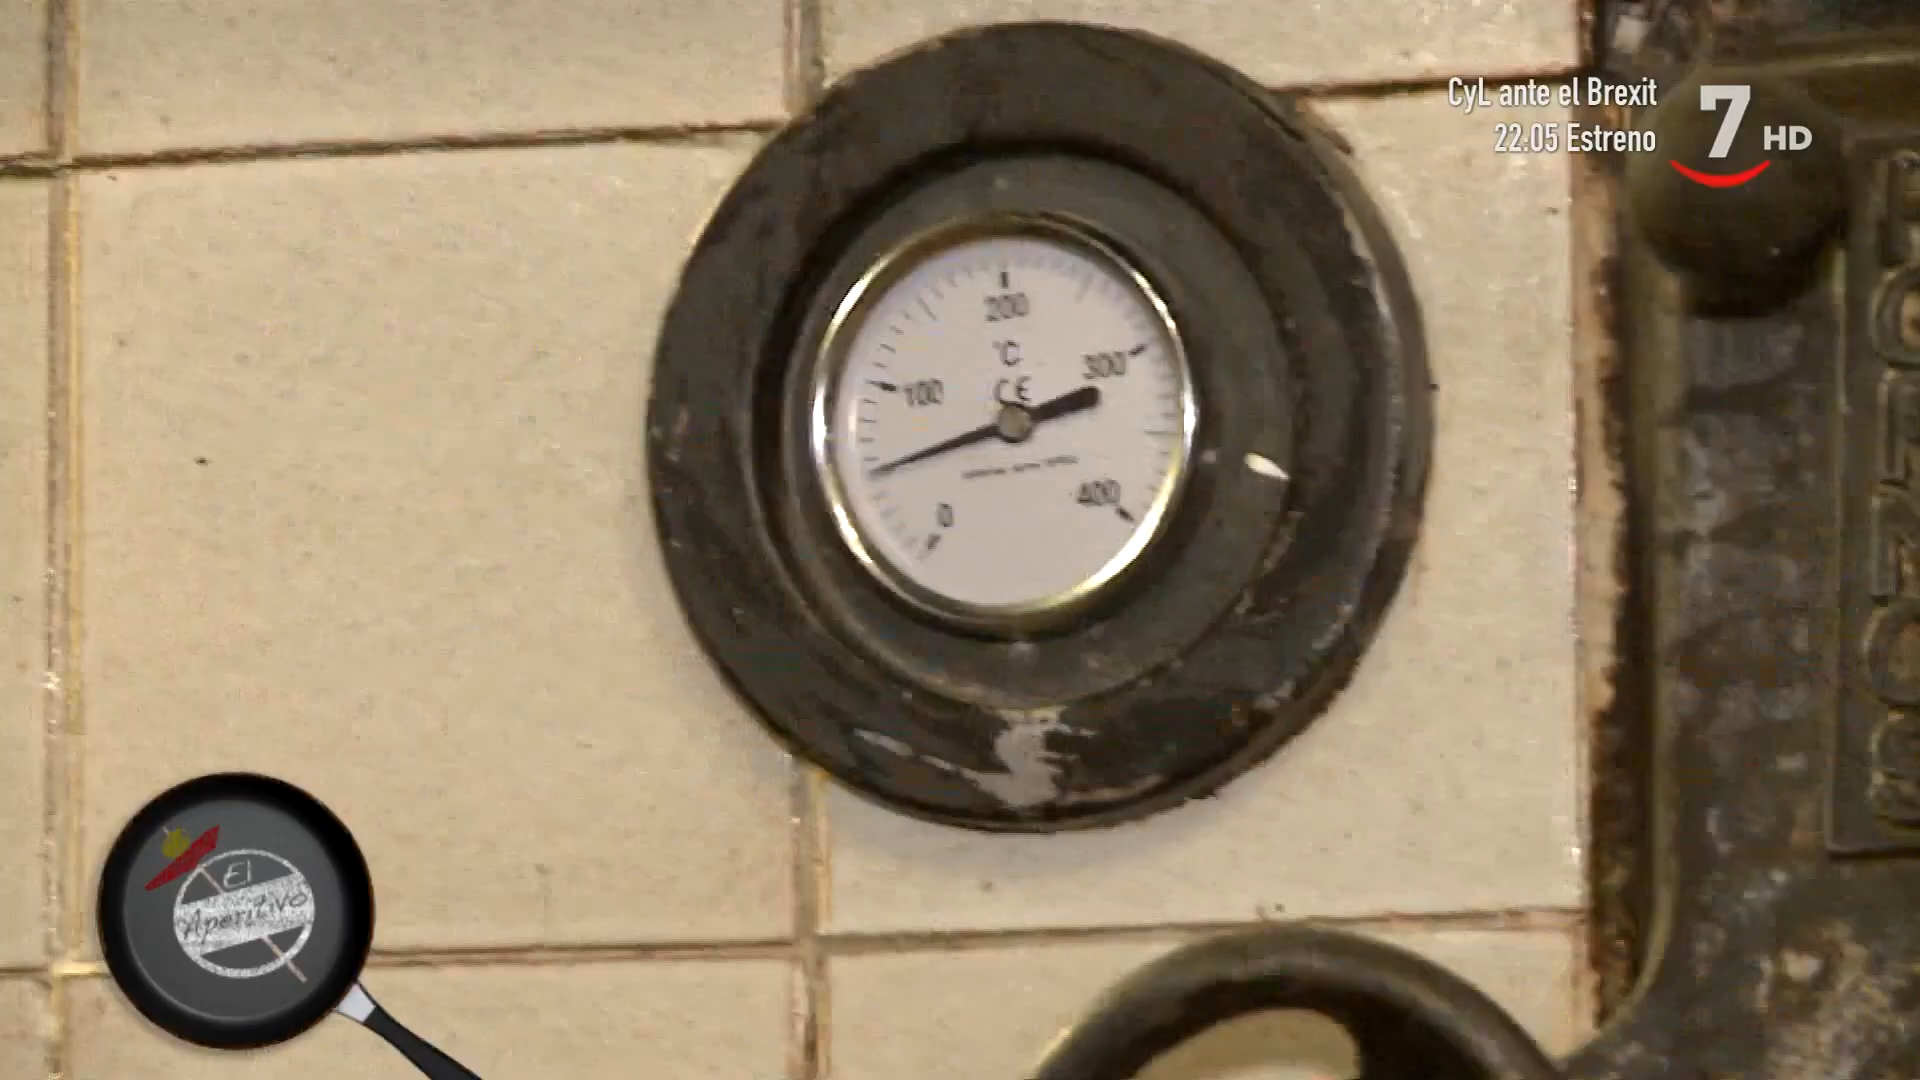 CyL ante el Brexit
22:05 Estreno
7 HD
200
°C
CE
100
300
0
400
El
Aperitivo